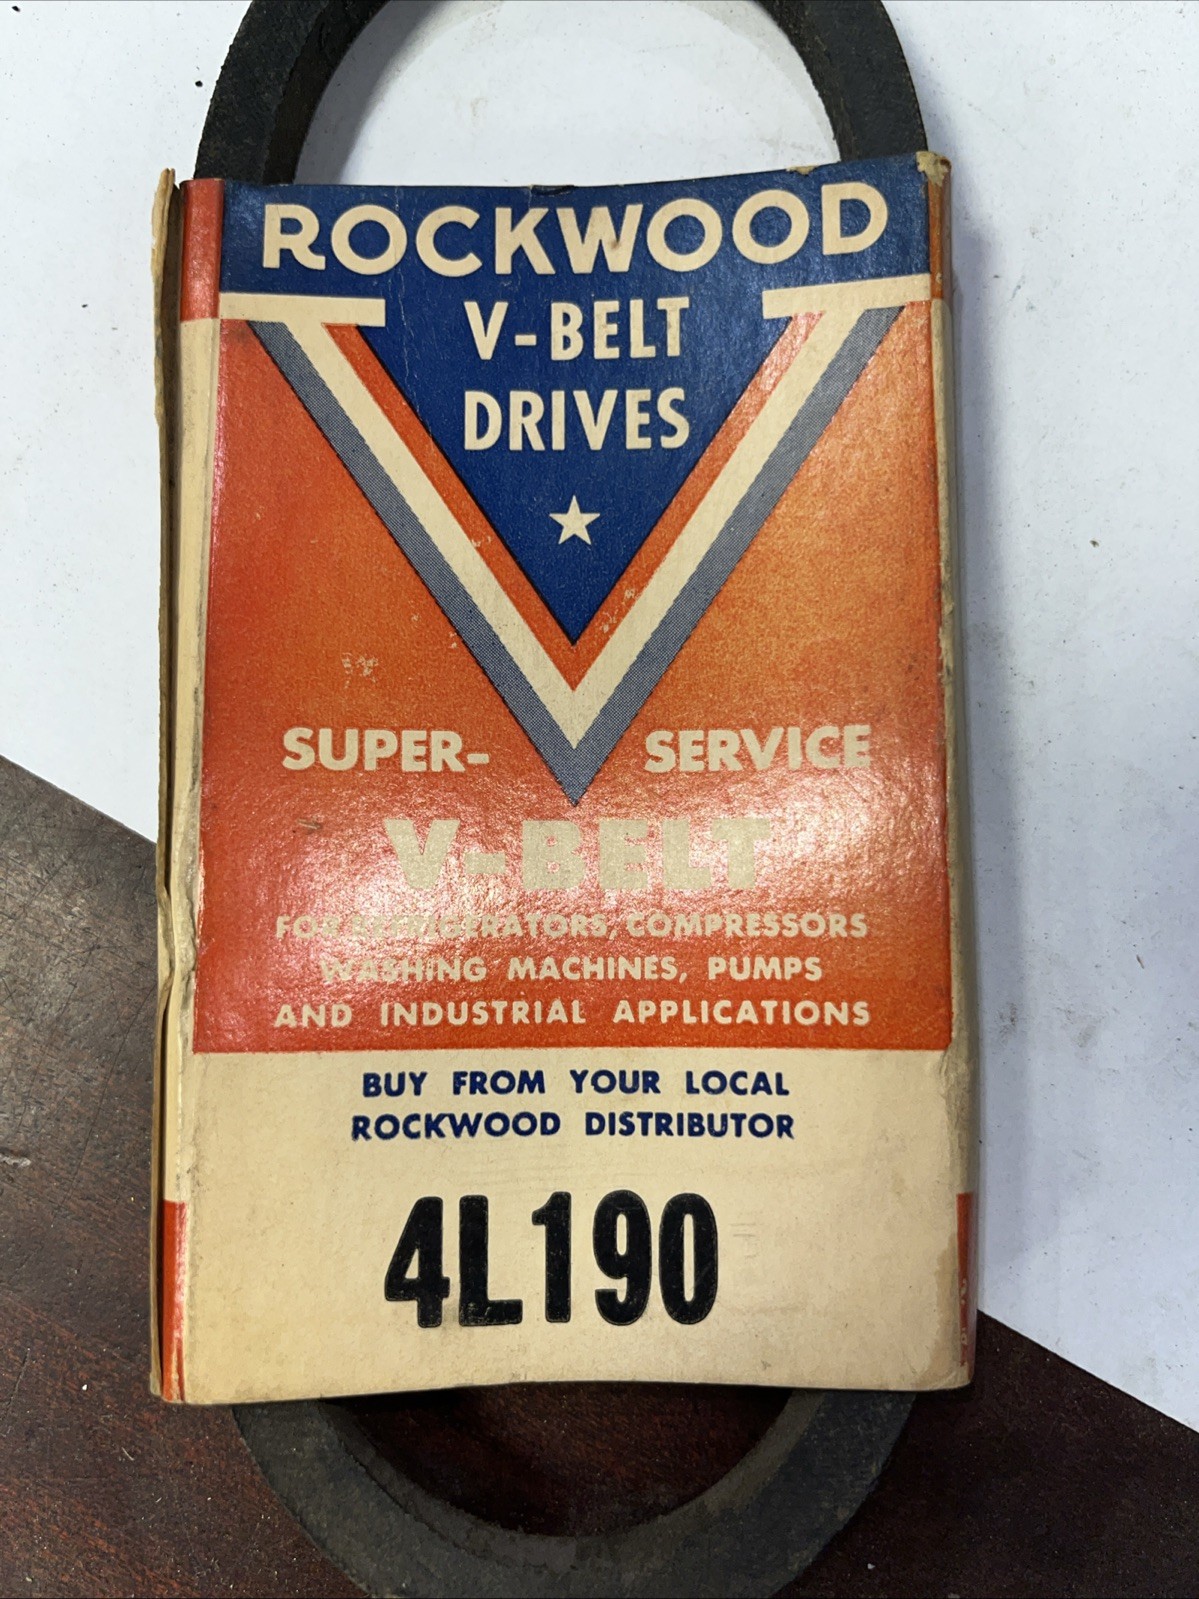 ROCKWOOD
V-BELT
DRIVES
SUPER- SERVICE
V-BELT
FOR REFRIGERATORS, COMPRESSORS
WASHING MACHINES, PUMPS
AND INDUSTRIAL APPLICATIONS
BUY FROM YOUR LOCAL
ROCKWOOD DISTRIBUTOR
4L190